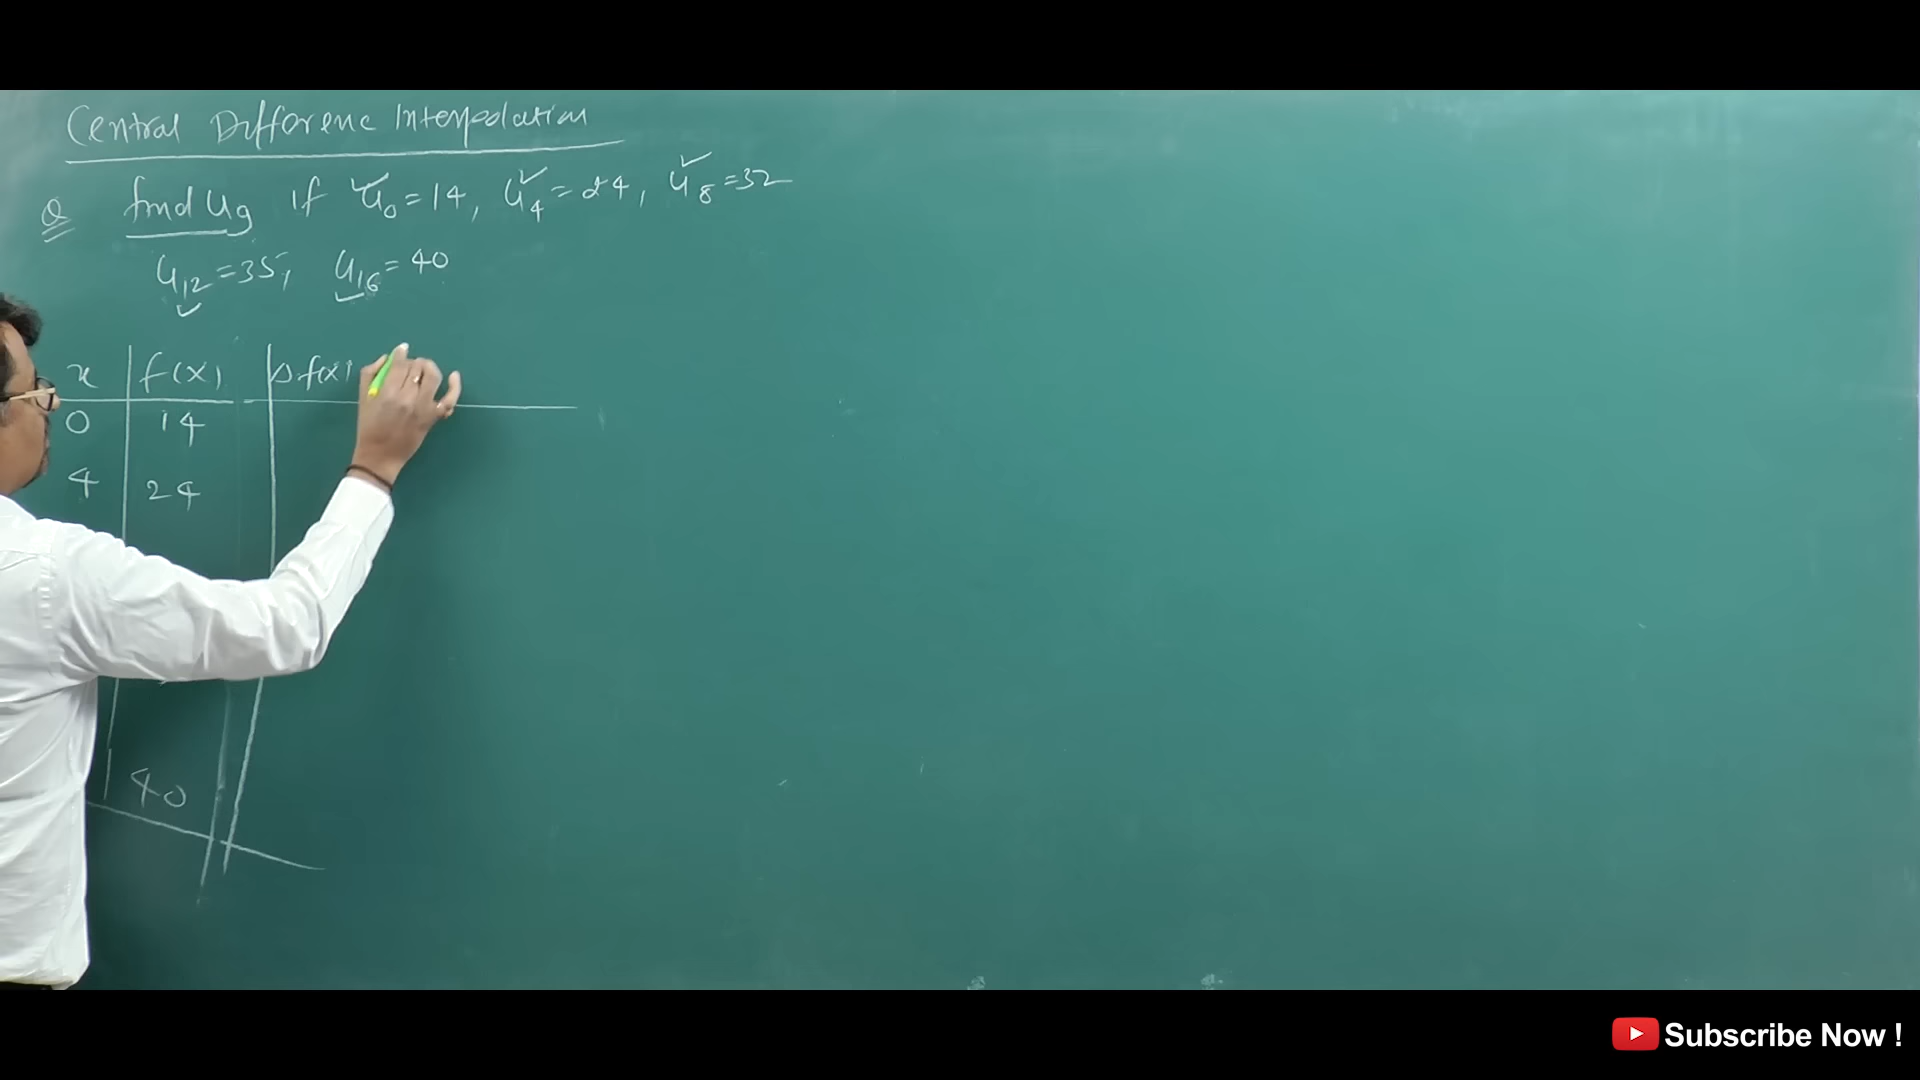 Central Differenc Interpolation
Q find U9 if U0=14, U4=24, U8=32
U12=35, U16=40
x f(x) Δf(x)
0 14
4 24
40
Subscribe Now !